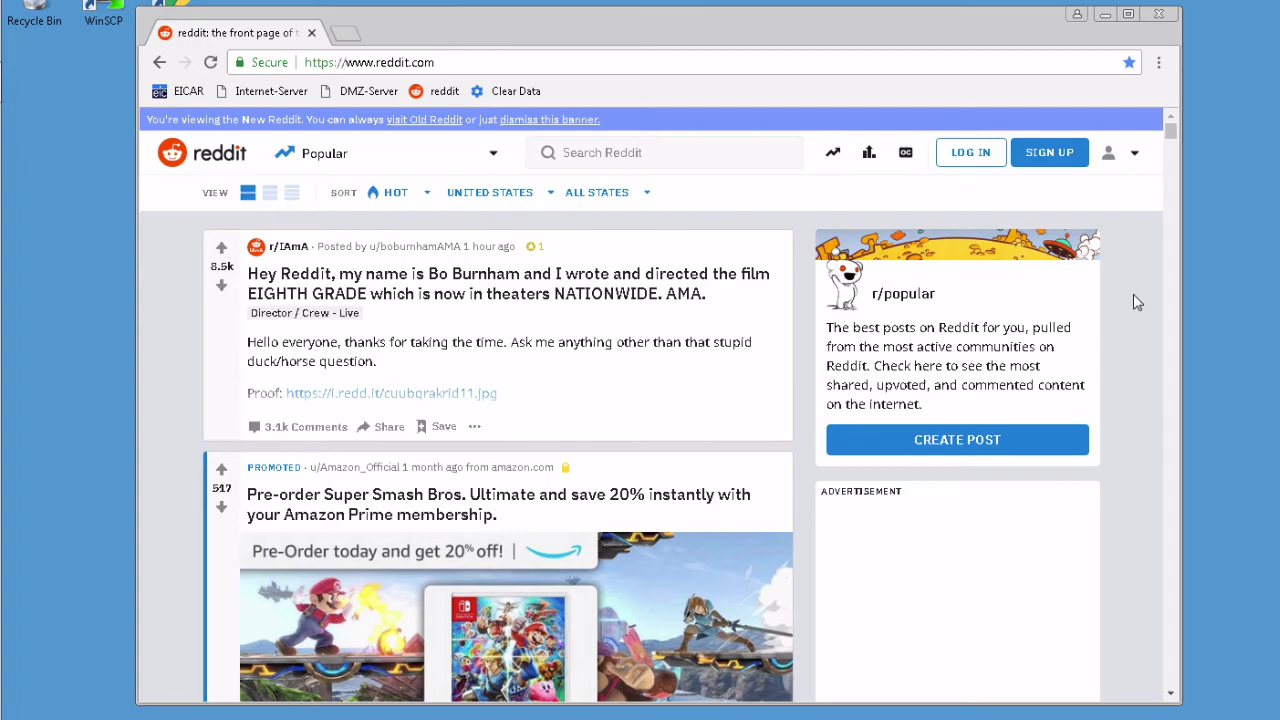 Recycle Bin
WinSCP
reddit: the front page of t
Secure
https://www.reddit.com
EICAR
Internet-Server
DMZ-Server
reddit
Clear Data
You're viewing the New Reddit. You can always visit Old Reddit or just dismiss this banner.
reddit
Popular
Search Reddit
LOG IN
SIGN UP
VIEW
SORT
HOT
UNITED STATES
ALL STATES
8.5k
r/IAmA · Posted by u/boburnhamAMA 1 hour ago
1
Hey Reddit, my name is Bo Burnham and I wrote and directed the film
EIGHTH GRADE which is now in theaters NATIONWIDE. AMA.
Director / Crew - Live
Hello everyone, thanks for taking the time. Ask me anything other than that stupid
duck/horse question.
Proof: https://i.redd.it/cuubqrakrid11.jpg
3.1k Comments
Share
Save
r/popular
The best posts on Reddit for you, pulled
from the most active communities on
Reddit. Check here to see the most
shared, upvoted, and commented content
on the internet.
CREATE POST
517
PROMOTED · u/Amazon_Official 1 month ago from amazon.com
Pre-order Super Smash Bros. Ultimate and save 20% instantly with
your Amazon Prime membership.
Pre-Order today and get 20% off!
ADVERTISEMENT